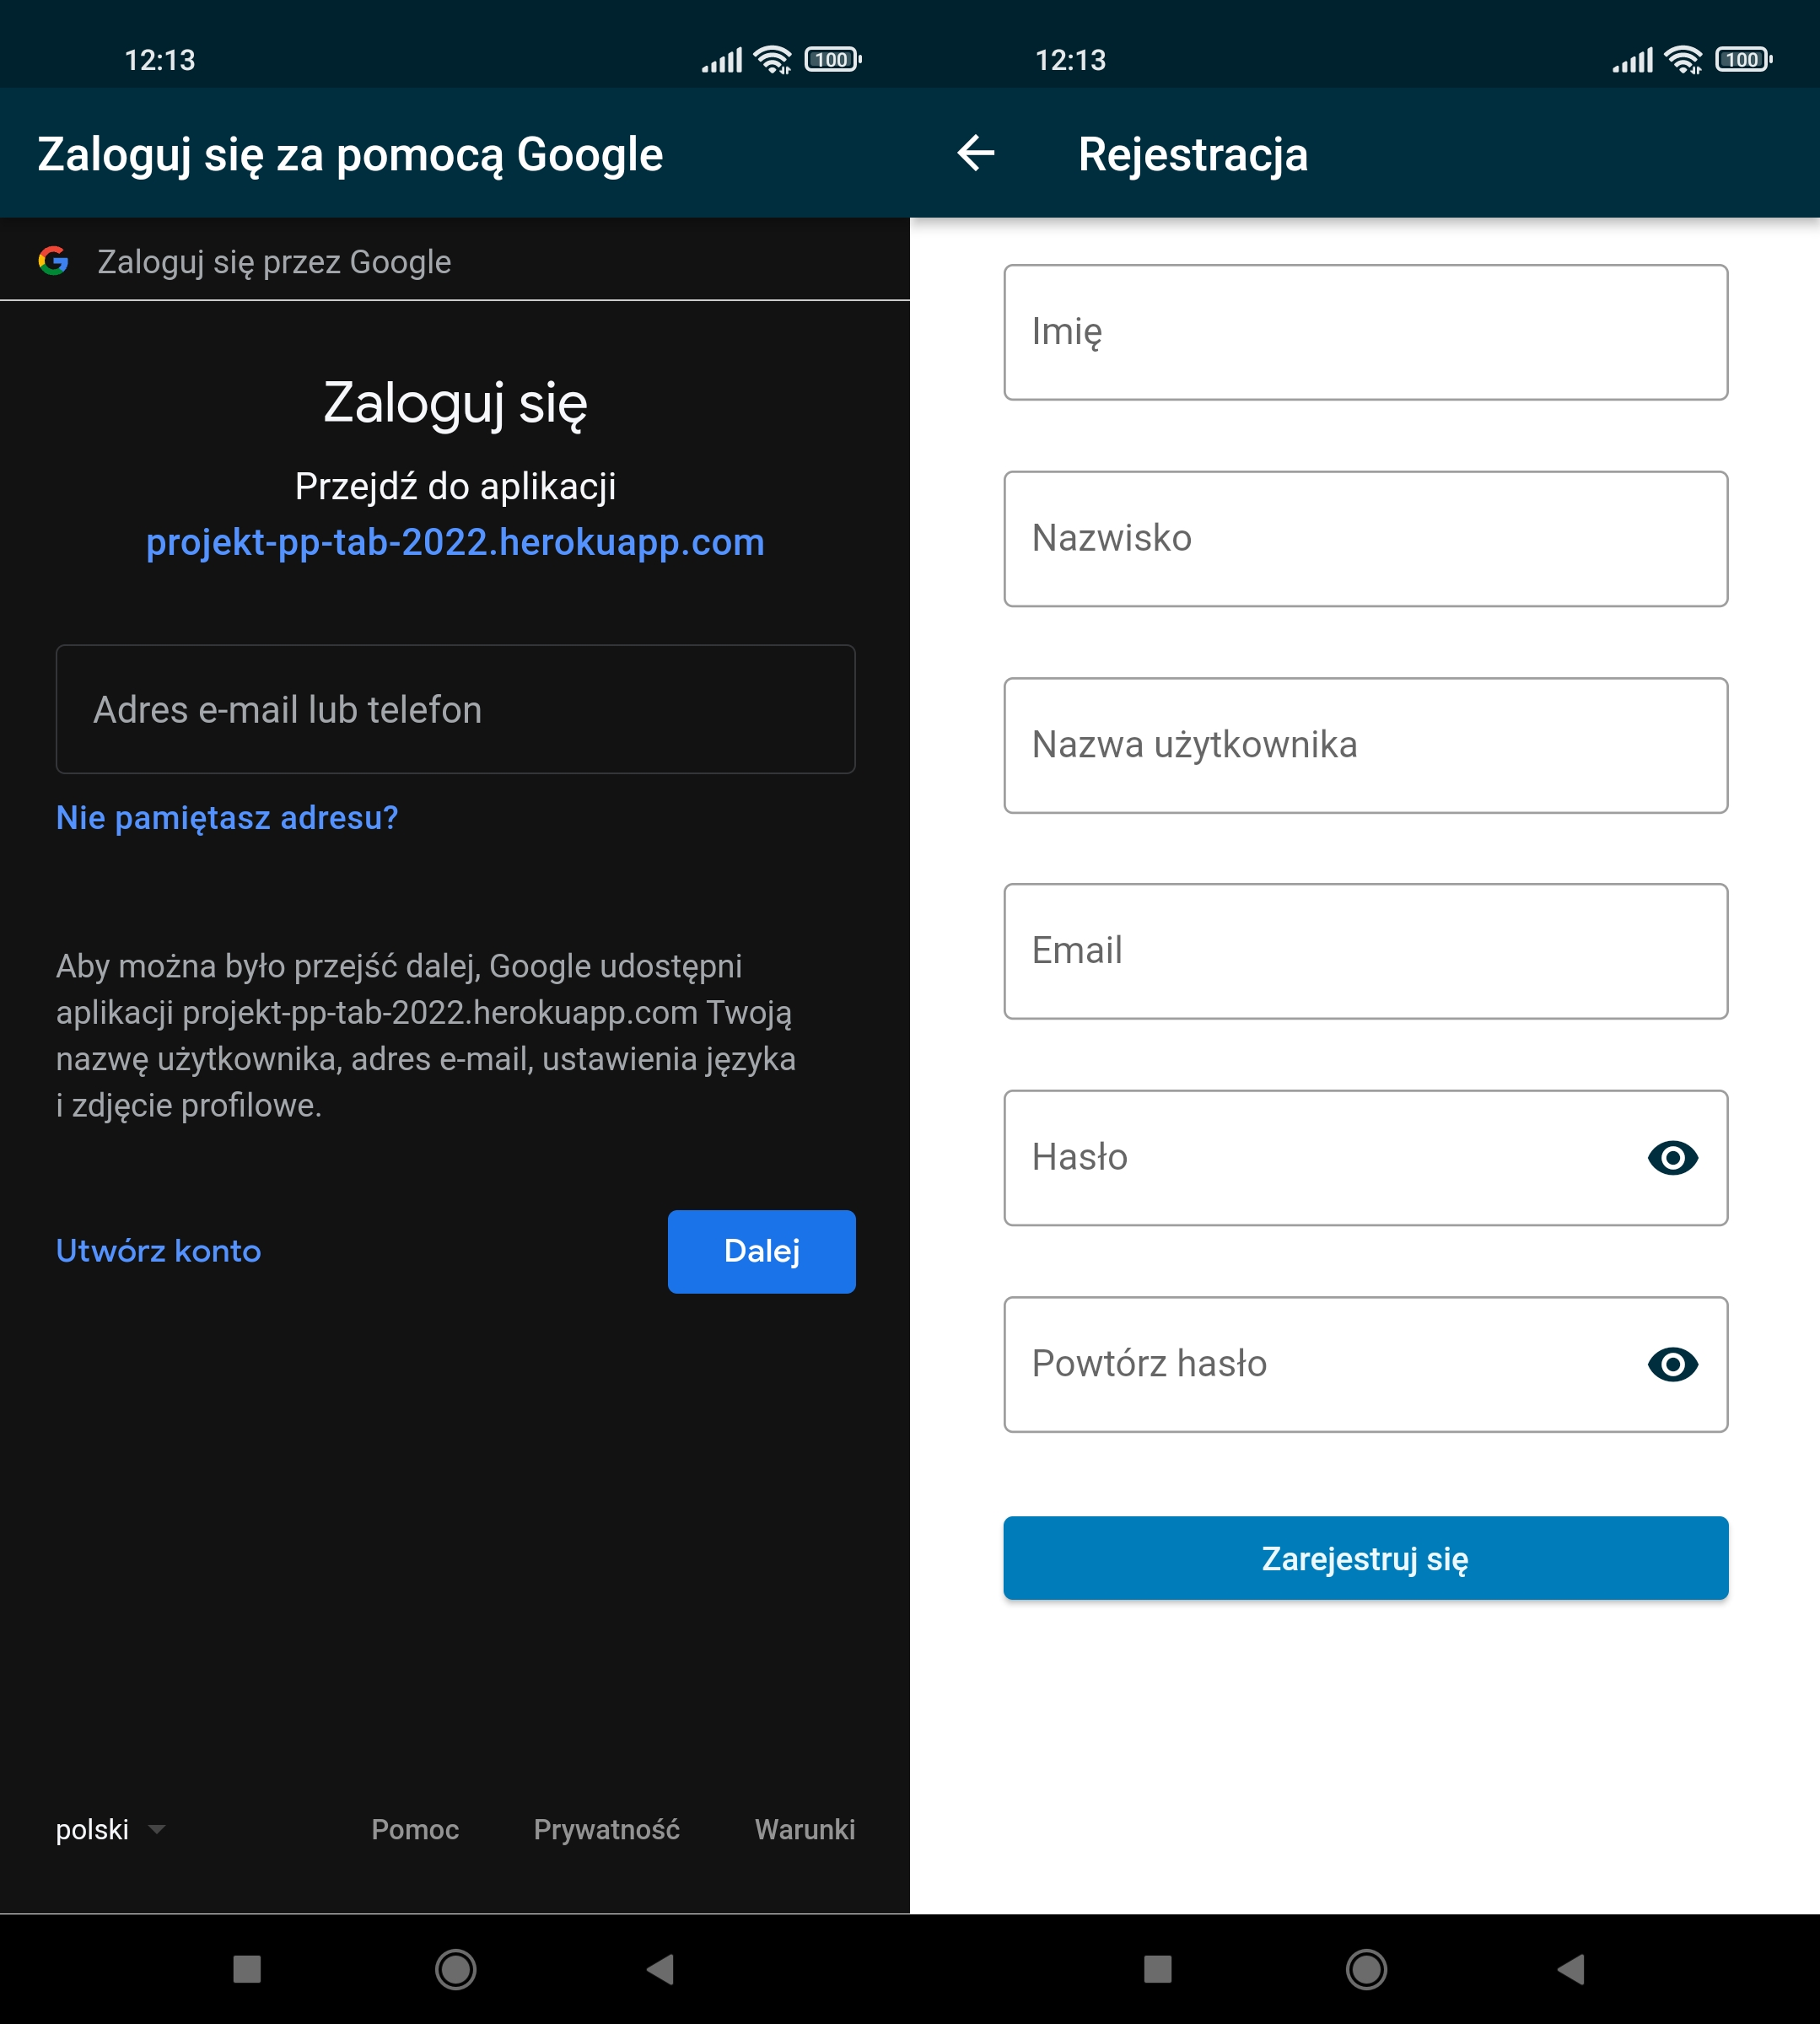 12:13
100
Zaloguj się za pomocą Google
Zaloguj się przez Google
Zaloguj się
Przejdź do aplikacji
projekt-pp-tab-2022.herokuapp.com
Adres e-mail lub telefon
Nie pamiętasz adresu?
Aby można było przejść dalej, Google udostępni
aplikacji projekt-pp-tab-2022.herokuapp.com Twoją
nazwę użytkownika, adres e-mail, ustawienia języka
i zdjęcie profilowe.
Utwórz konto
Dalej
polski
Pomoc
Prywatność
Warunki
12:13
100
Rejestracja
Imię
Nazwisko
Nazwa użytkownika
Email
Hasło
Powtórz hasło
Zarejestruj się